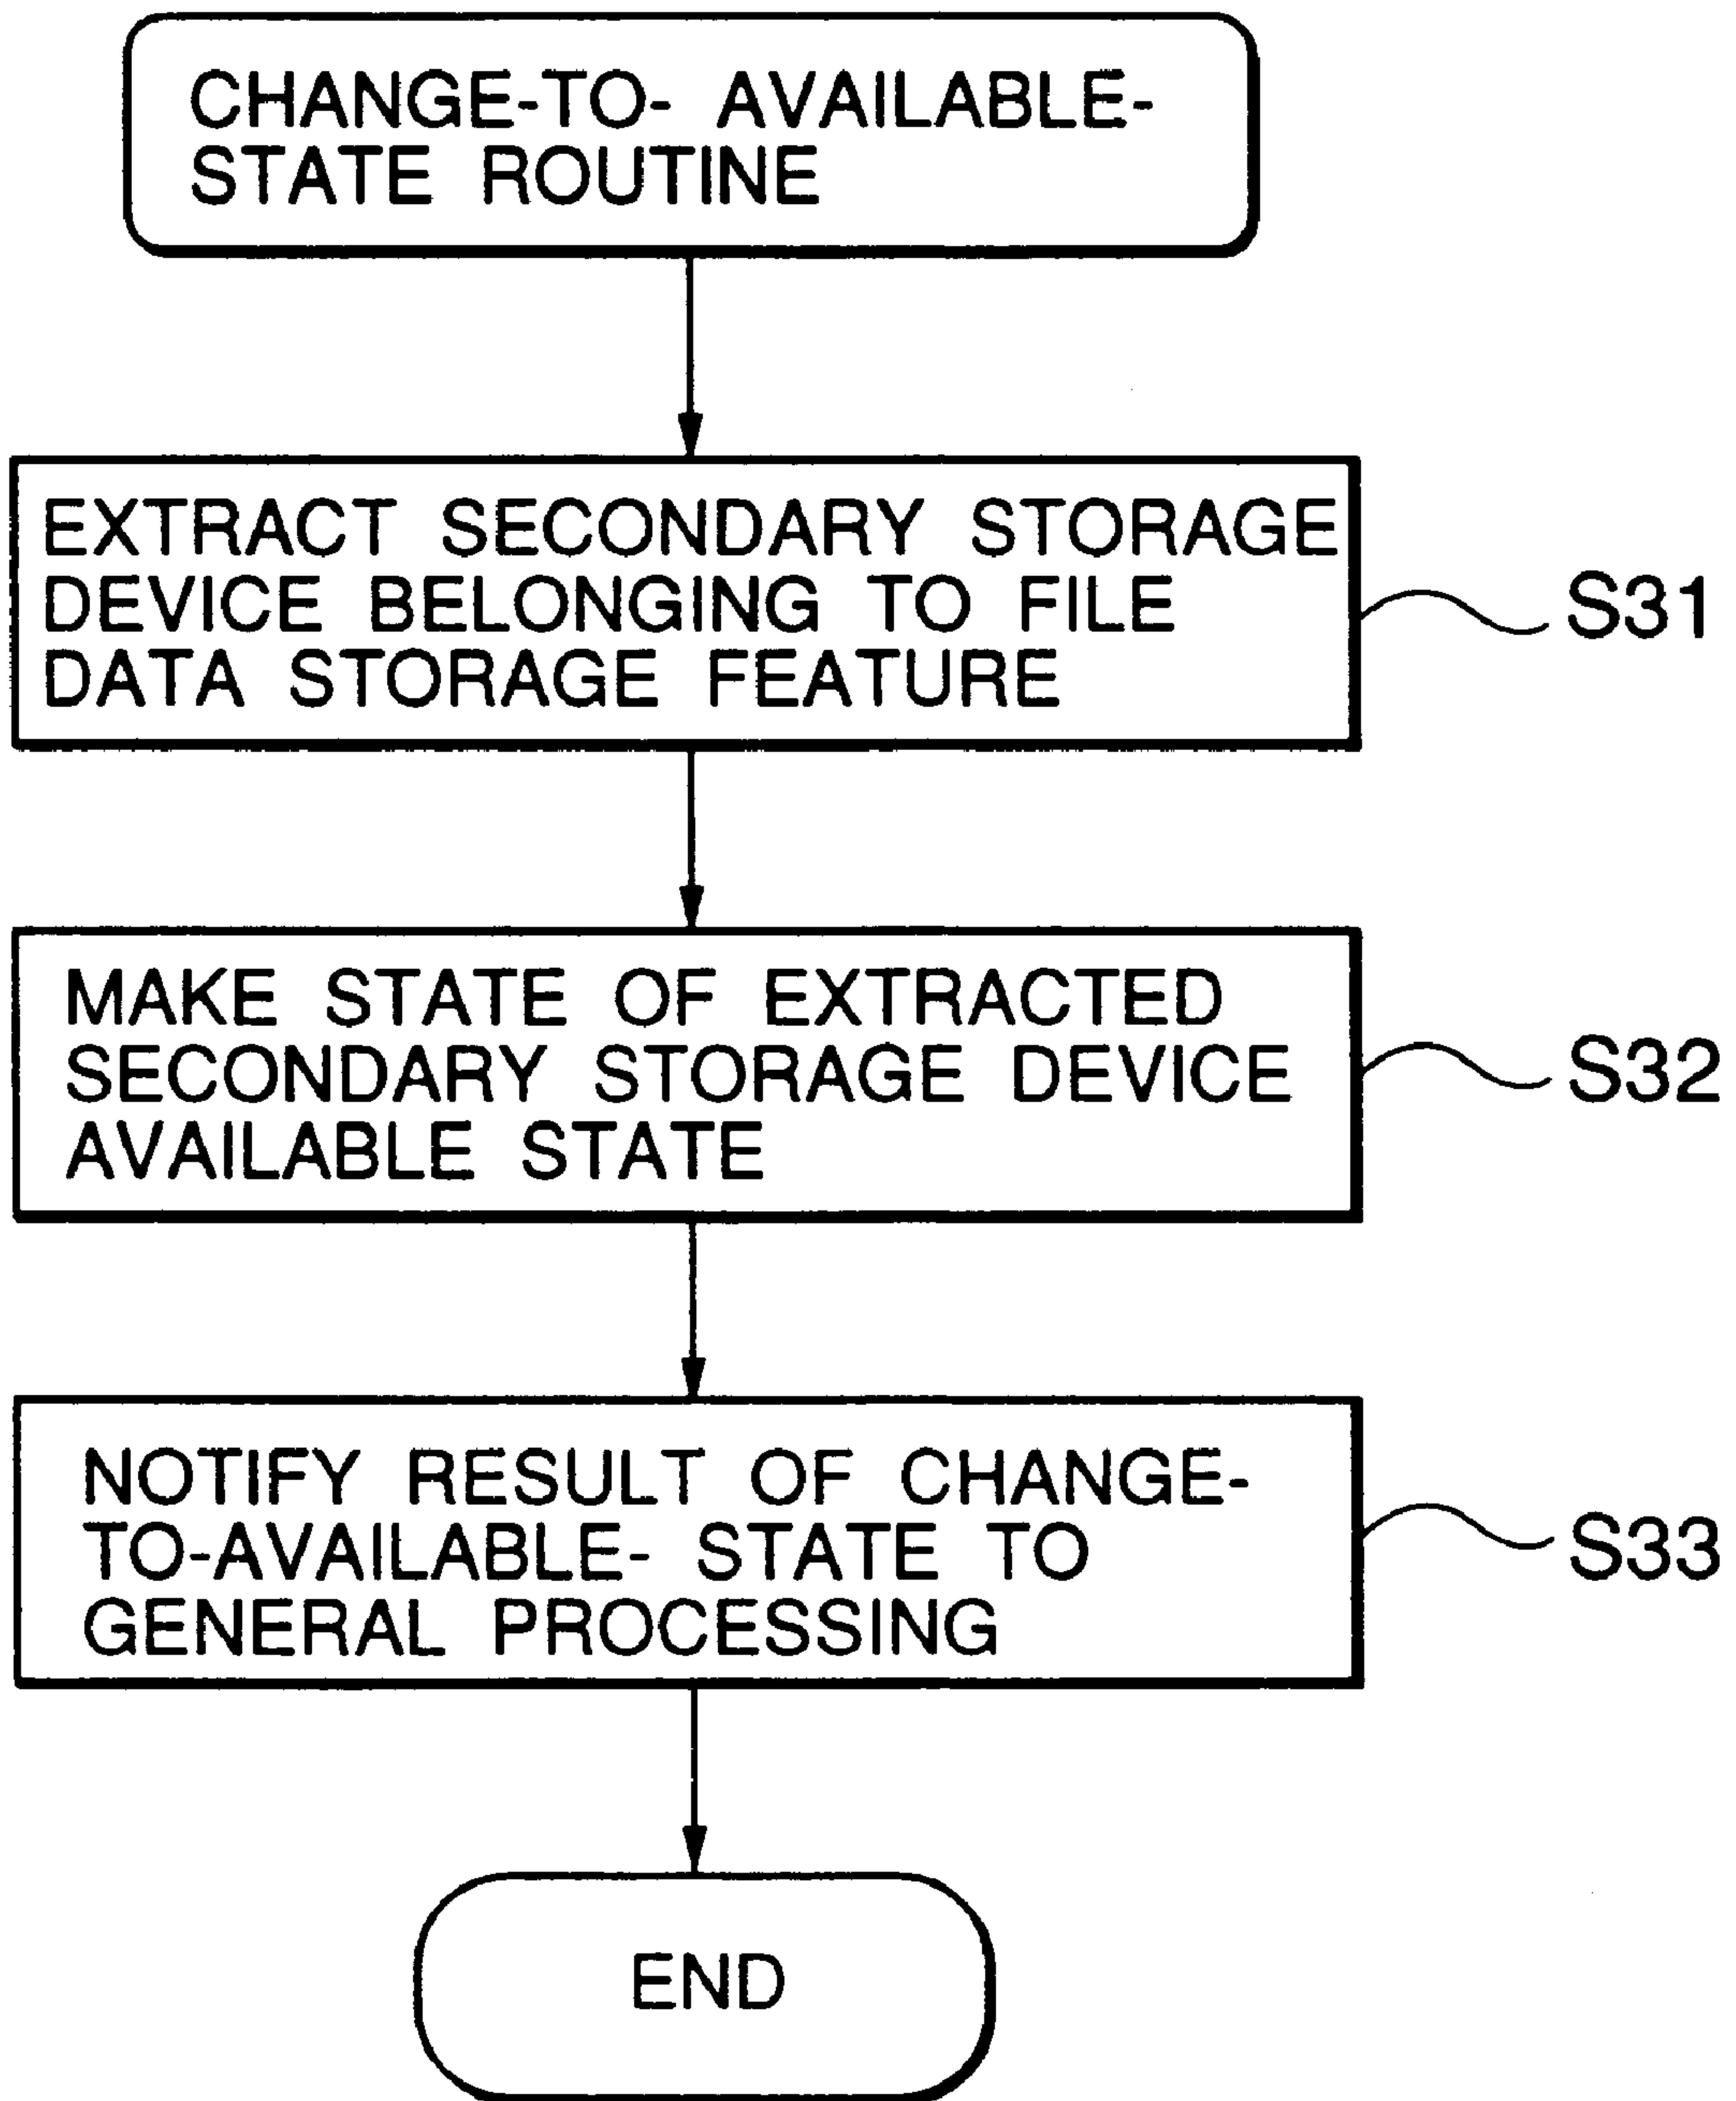 CHANGE-TO- AVAILABLE-
STATE ROUTINE
EXTRACT SECONDARY STORAGE
DEVICE BELONGING TO FILE
DATA STORAGE FEATURE
S31
MAKE STATE OF EXTRACTED
SECONDARY STORAGE DEVICE
AVAILABLE STATE
S32
NOTIFY RESULT OF CHANGE-
TO-AVAILABLE- STATE TO
GENERAL PROCESSING
S33
END